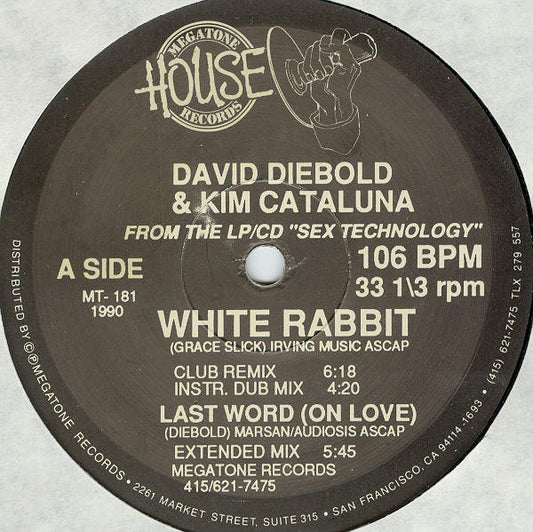 MEGATONE
HOUSE
RECORDS
DAVID DIEBOLD
& KIM CATALUNA
FROM THE LP/CD "SEX TECHNOLOGY"
A SIDE
106 BPM
MT- 181
33 1\3 rpm
1990
WHITE RABBIT
(GRACE SLICK) IRVING MUSIC ASCAP
CLUB REMIX 6:18
INSTR. DUB MIX 4:20
LAST WORD (ON LOVE)
(DIEBOLD) MARSAN/AUDIOSIS ASCAP
EXTENDED MIX 5:45
MEGATONE RECORDS
415/621-7475
DISTRIBUTED BY ©℗MEGATONE RECORDS • 2261 MARKET STREET, SUITE 315 • SAN FRANCISCO, CA 94114-1693 • (415) 621-7475 TLX 279 557